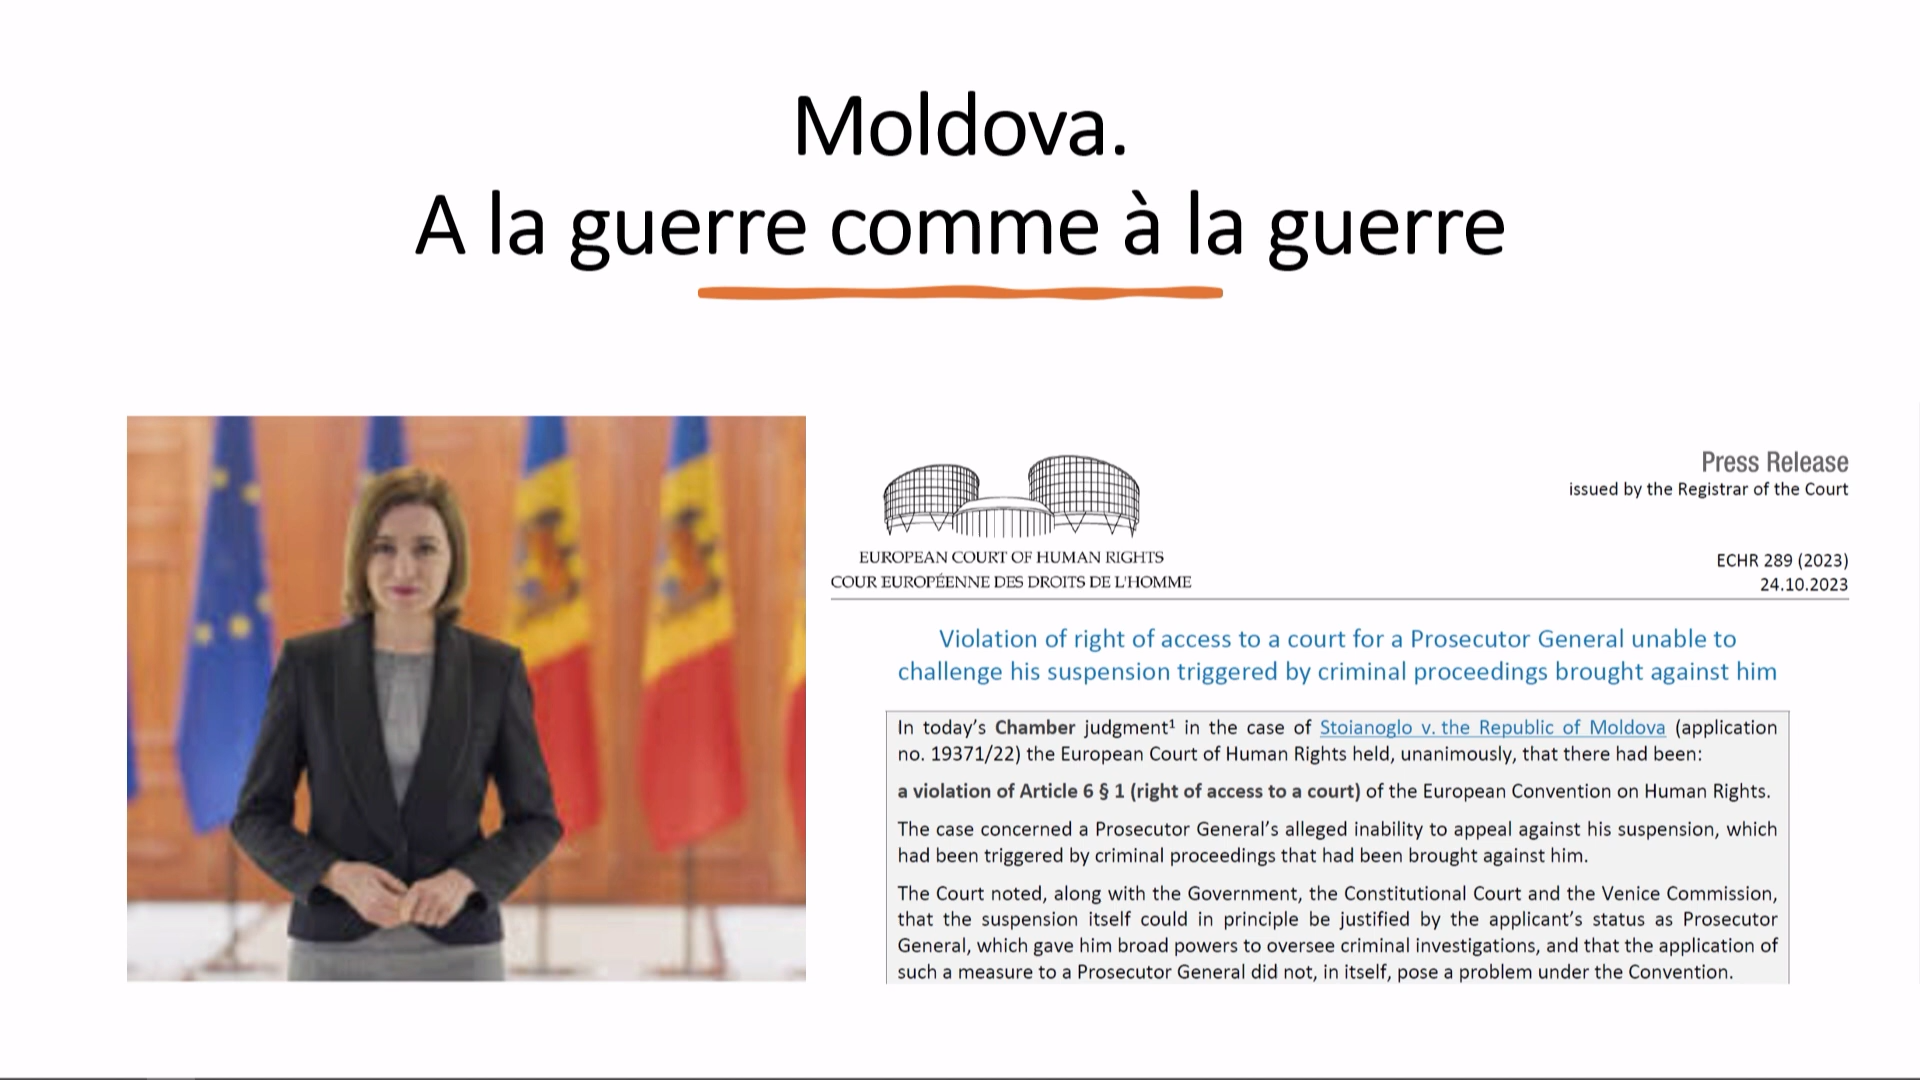 Moldova.
A la guerre comme à la guerre
EUROPEAN COURT OF HUMAN RIGHTS
COUR EUROPÉENNE DES DROITS DE L'HOMME
Press Release
issued by the Registrar of the Court
ECHR 289 (2023)
24.10.2023
Violation of right of access to a court for a Prosecutor General unable to
challenge his suspension triggered by criminal proceedings brought against him
In today’s Chamber judgment¹ in the case of Stoianoglo v. the Republic of Moldova (application
no. 19371/22) the European Court of Human Rights held, unanimously, that there had been:
a violation of Article 6 § 1 (right of access to a court) of the European Convention on Human Rights.
The case concerned a Prosecutor General’s alleged inability to appeal against his suspension, which
had been triggered by criminal proceedings that had been brought against him.
The Court noted, along with the Government, the Constitutional Court and the Venice Commission,
that the suspension itself could in principle be justified by the applicant’s status as Prosecutor
General, which gave him broad powers to oversee criminal investigations, and that the application of
such a measure to a Prosecutor General did not, in itself, pose a problem under the Convention.